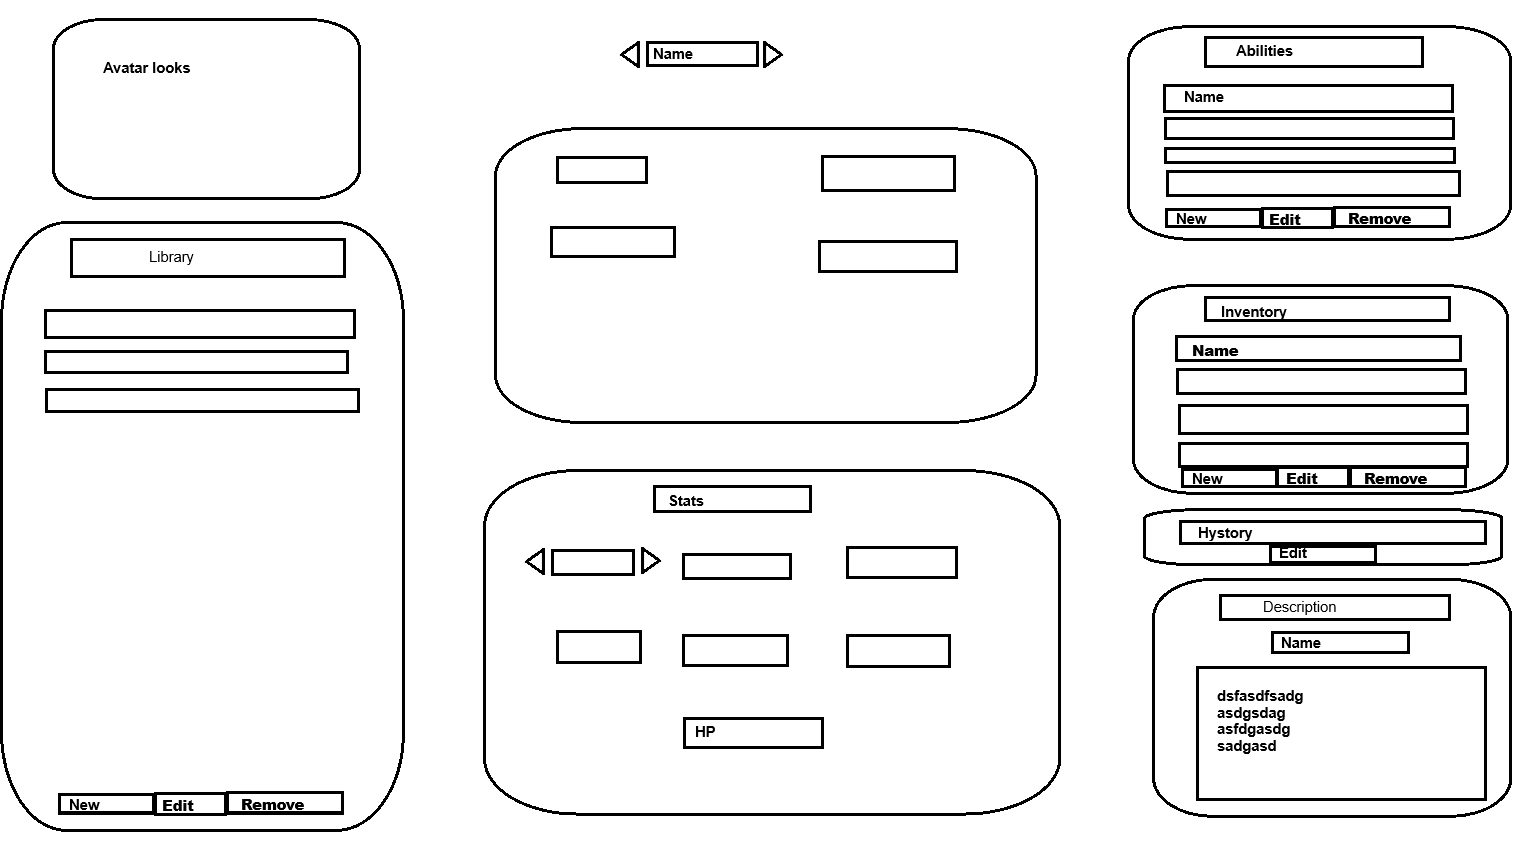 Avatar looks
Library
New
Edit
Remove
Name
Stats
HP
Abilities
Name
New
Edit
Remove
Inventory
Name
New
Edit
Remove
Hystory
Edit
Description
Name
dsfasdfsadg
asdgsdag
asfdgasdg
sadgasd